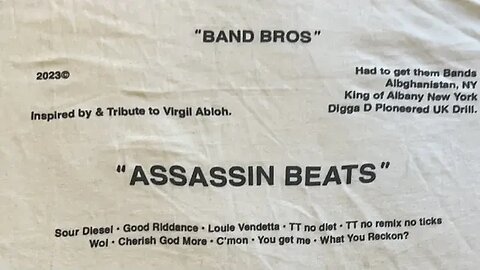 "BAND BROS"
2023©
Inspired by & Tribute to Virgil Abloh.
Had to get them Bands
Albghanistan, NY
King of Albany New York
Digga D Pioneered UK Drill.
"ASSASSIN BEATS"
Sour Diesel · Good Riddance · Louie Vendetta · TT no diet · TT no remix no ticks
Wol · Cherish God More · C'mon · You get me · What You Reckon?